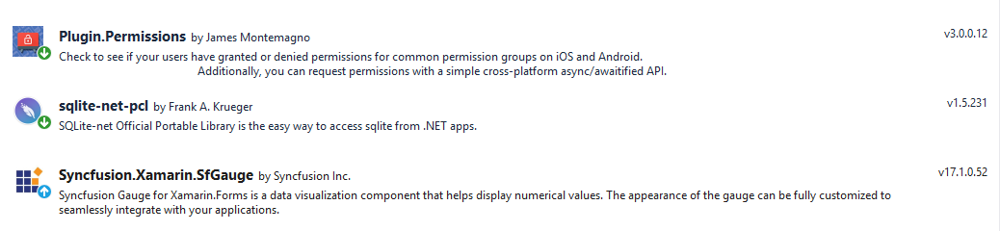 Plugin.Permissions by James Montemagno v3.0.0.12
Check to see if your users have granted or denied permissions for common permission groups on iOS and Android.
Additionally, you can request permissions with a simple cross-platform async/awaitified API.
sqlite-net-pcl by Frank A. Krueger v1.5.231
SQLite-net Official Portable Library is the easy way to access sqlite from .NET apps.
Syncfusion.Xamarin.SfGauge by Syncfusion Inc. v17.1.0.52
Syncfusion Gauge for Xamarin.Forms is a data visualization component that helps display numerical values. The appearance of the gauge can be fully customized to
seamlessly integrate with your applications.